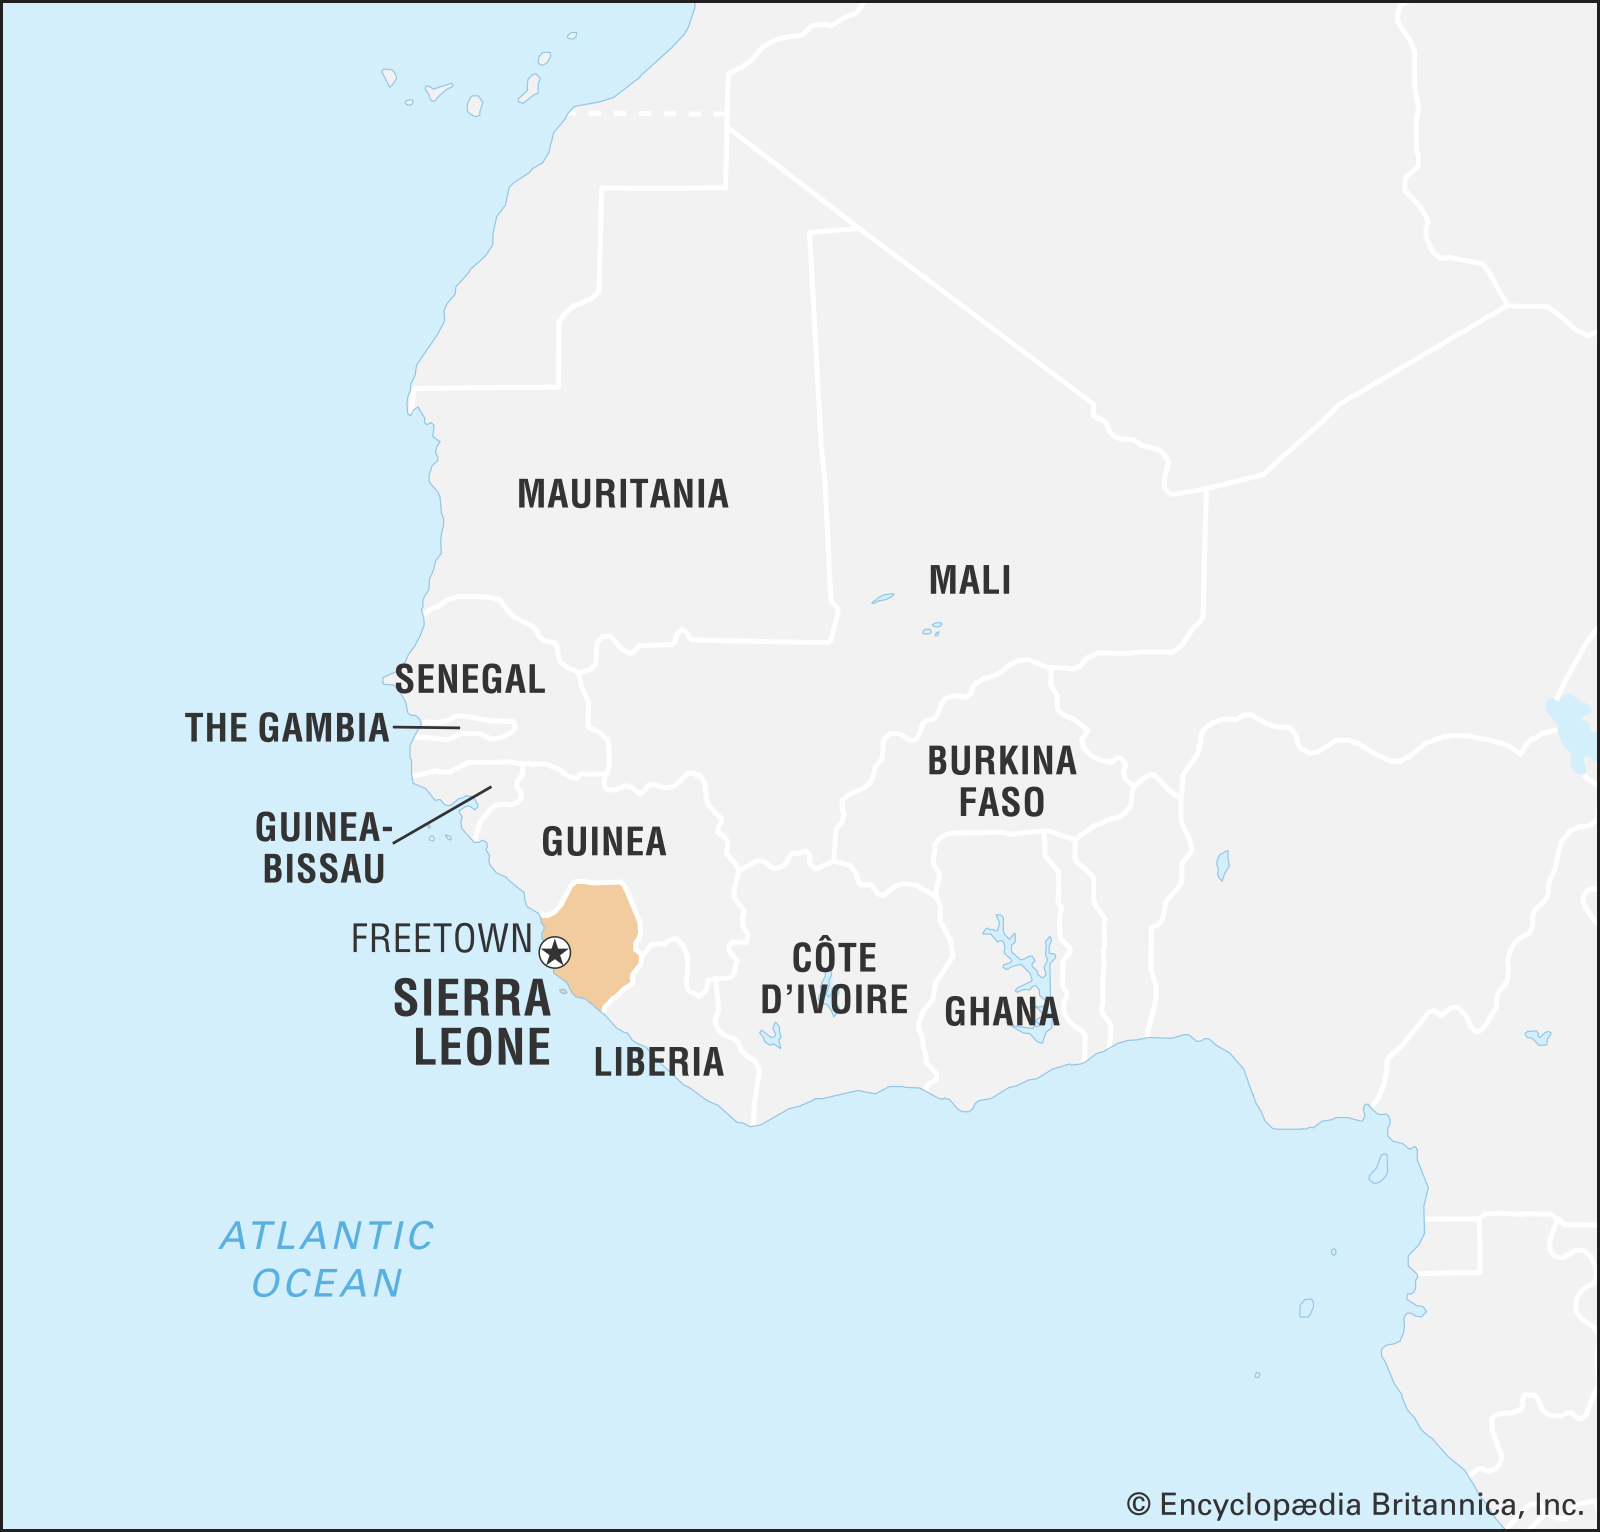 MAURITANIA
MALI
SENEGAL
THE GAMBIA
BURKINA
FASO
GUINEA-
BISSAU
GUINEA
FREETOWN
SIERRA
LEONE
CÔTE
D’IVOIRE
GHANA
LIBERIA
ATLANTIC
OCEAN
© Encyclopædia Britannica, Inc.